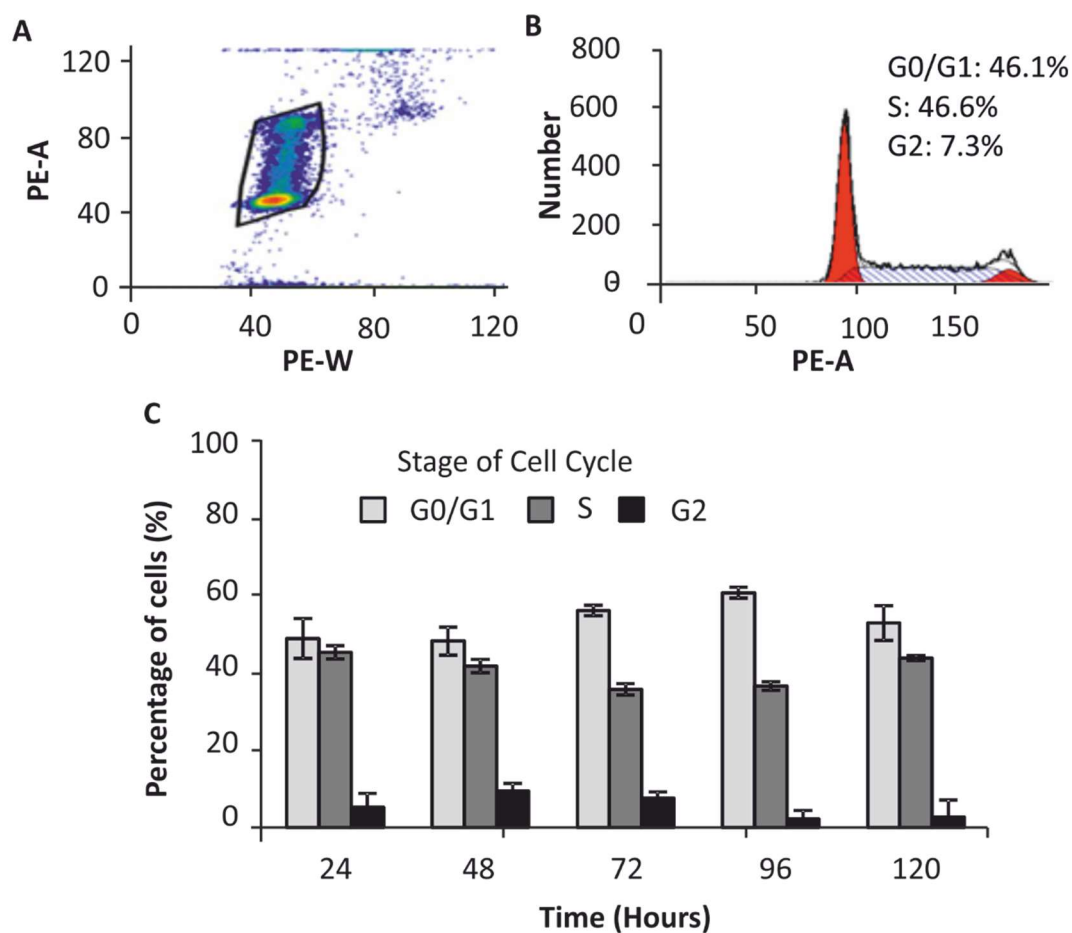 A
PE-A
120
80
40
0
0
40
80
120
PE-W
B
Number
800
600
400
200
0
G0/G1: 46.1%
S: 46.6%
G2: 7.3%
0
50
100
150
PE-A
C
Percentage of cells (%)
100
80
60
40
20
0
Stage of Cell Cycle
G0/G1 S G2
24 48 72 96 120
Time (Hours)